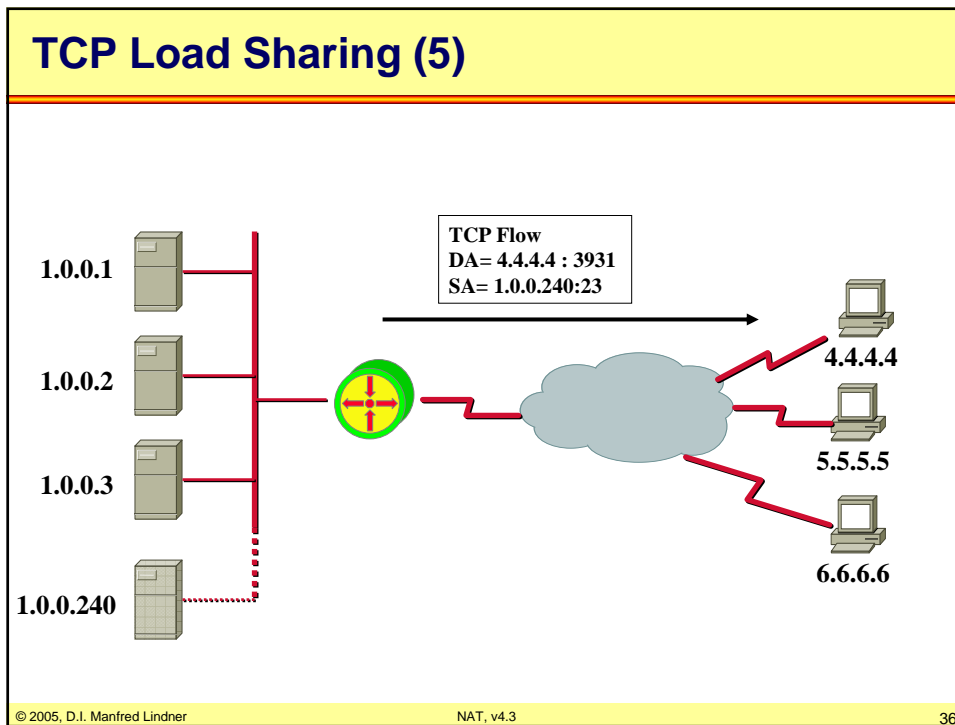 TCP Load Sharing (5)
TCP Flow
DA= 4.4.4.4 : 3931
SA= 1.0.0.240:23
1.0.0.1
1.0.0.2
1.0.0.3
1.0.0.240
4.4.4.4
5.5.5.5
6.6.6.6
© 2005, D.I. Manfred Lindner
NAT, v4.3
36